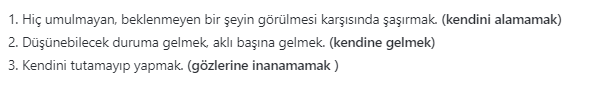 1. Hiç umulmayan, beklenmeyen bir şeyin görülmesi karşısında şaşırmak. (kendini alamamak)
2. Düşünebilecek duruma gelmek, aklı başına gelmek. (kendine gelmek)
3. Kendini tutamayıp yapmak. (gözlerine inanamamak )